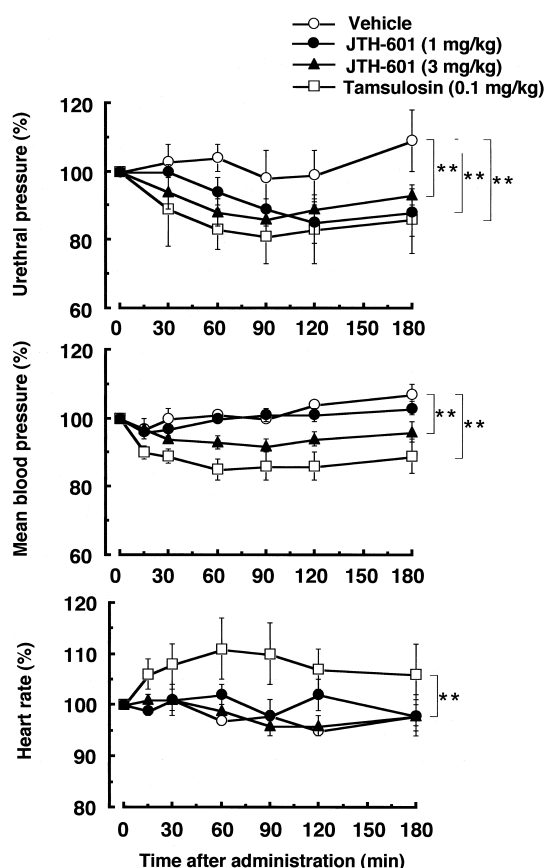 Vehicle
JTH-601 (1 mg/kg)
JTH-601 (3 mg/kg)
Tamsulosin (0.1 mg/kg)
Urethral pressure (%)
120
100
80
60
** ** **
0 30 60 90 120 150 180
Mean blood pressure (%)
120
100
80
60
** **
0 30 60 90 120 150 180
Heart rate (%)
120
110
100
90
80
**
0 30 60 90 120 150 180
Time after administration (min)